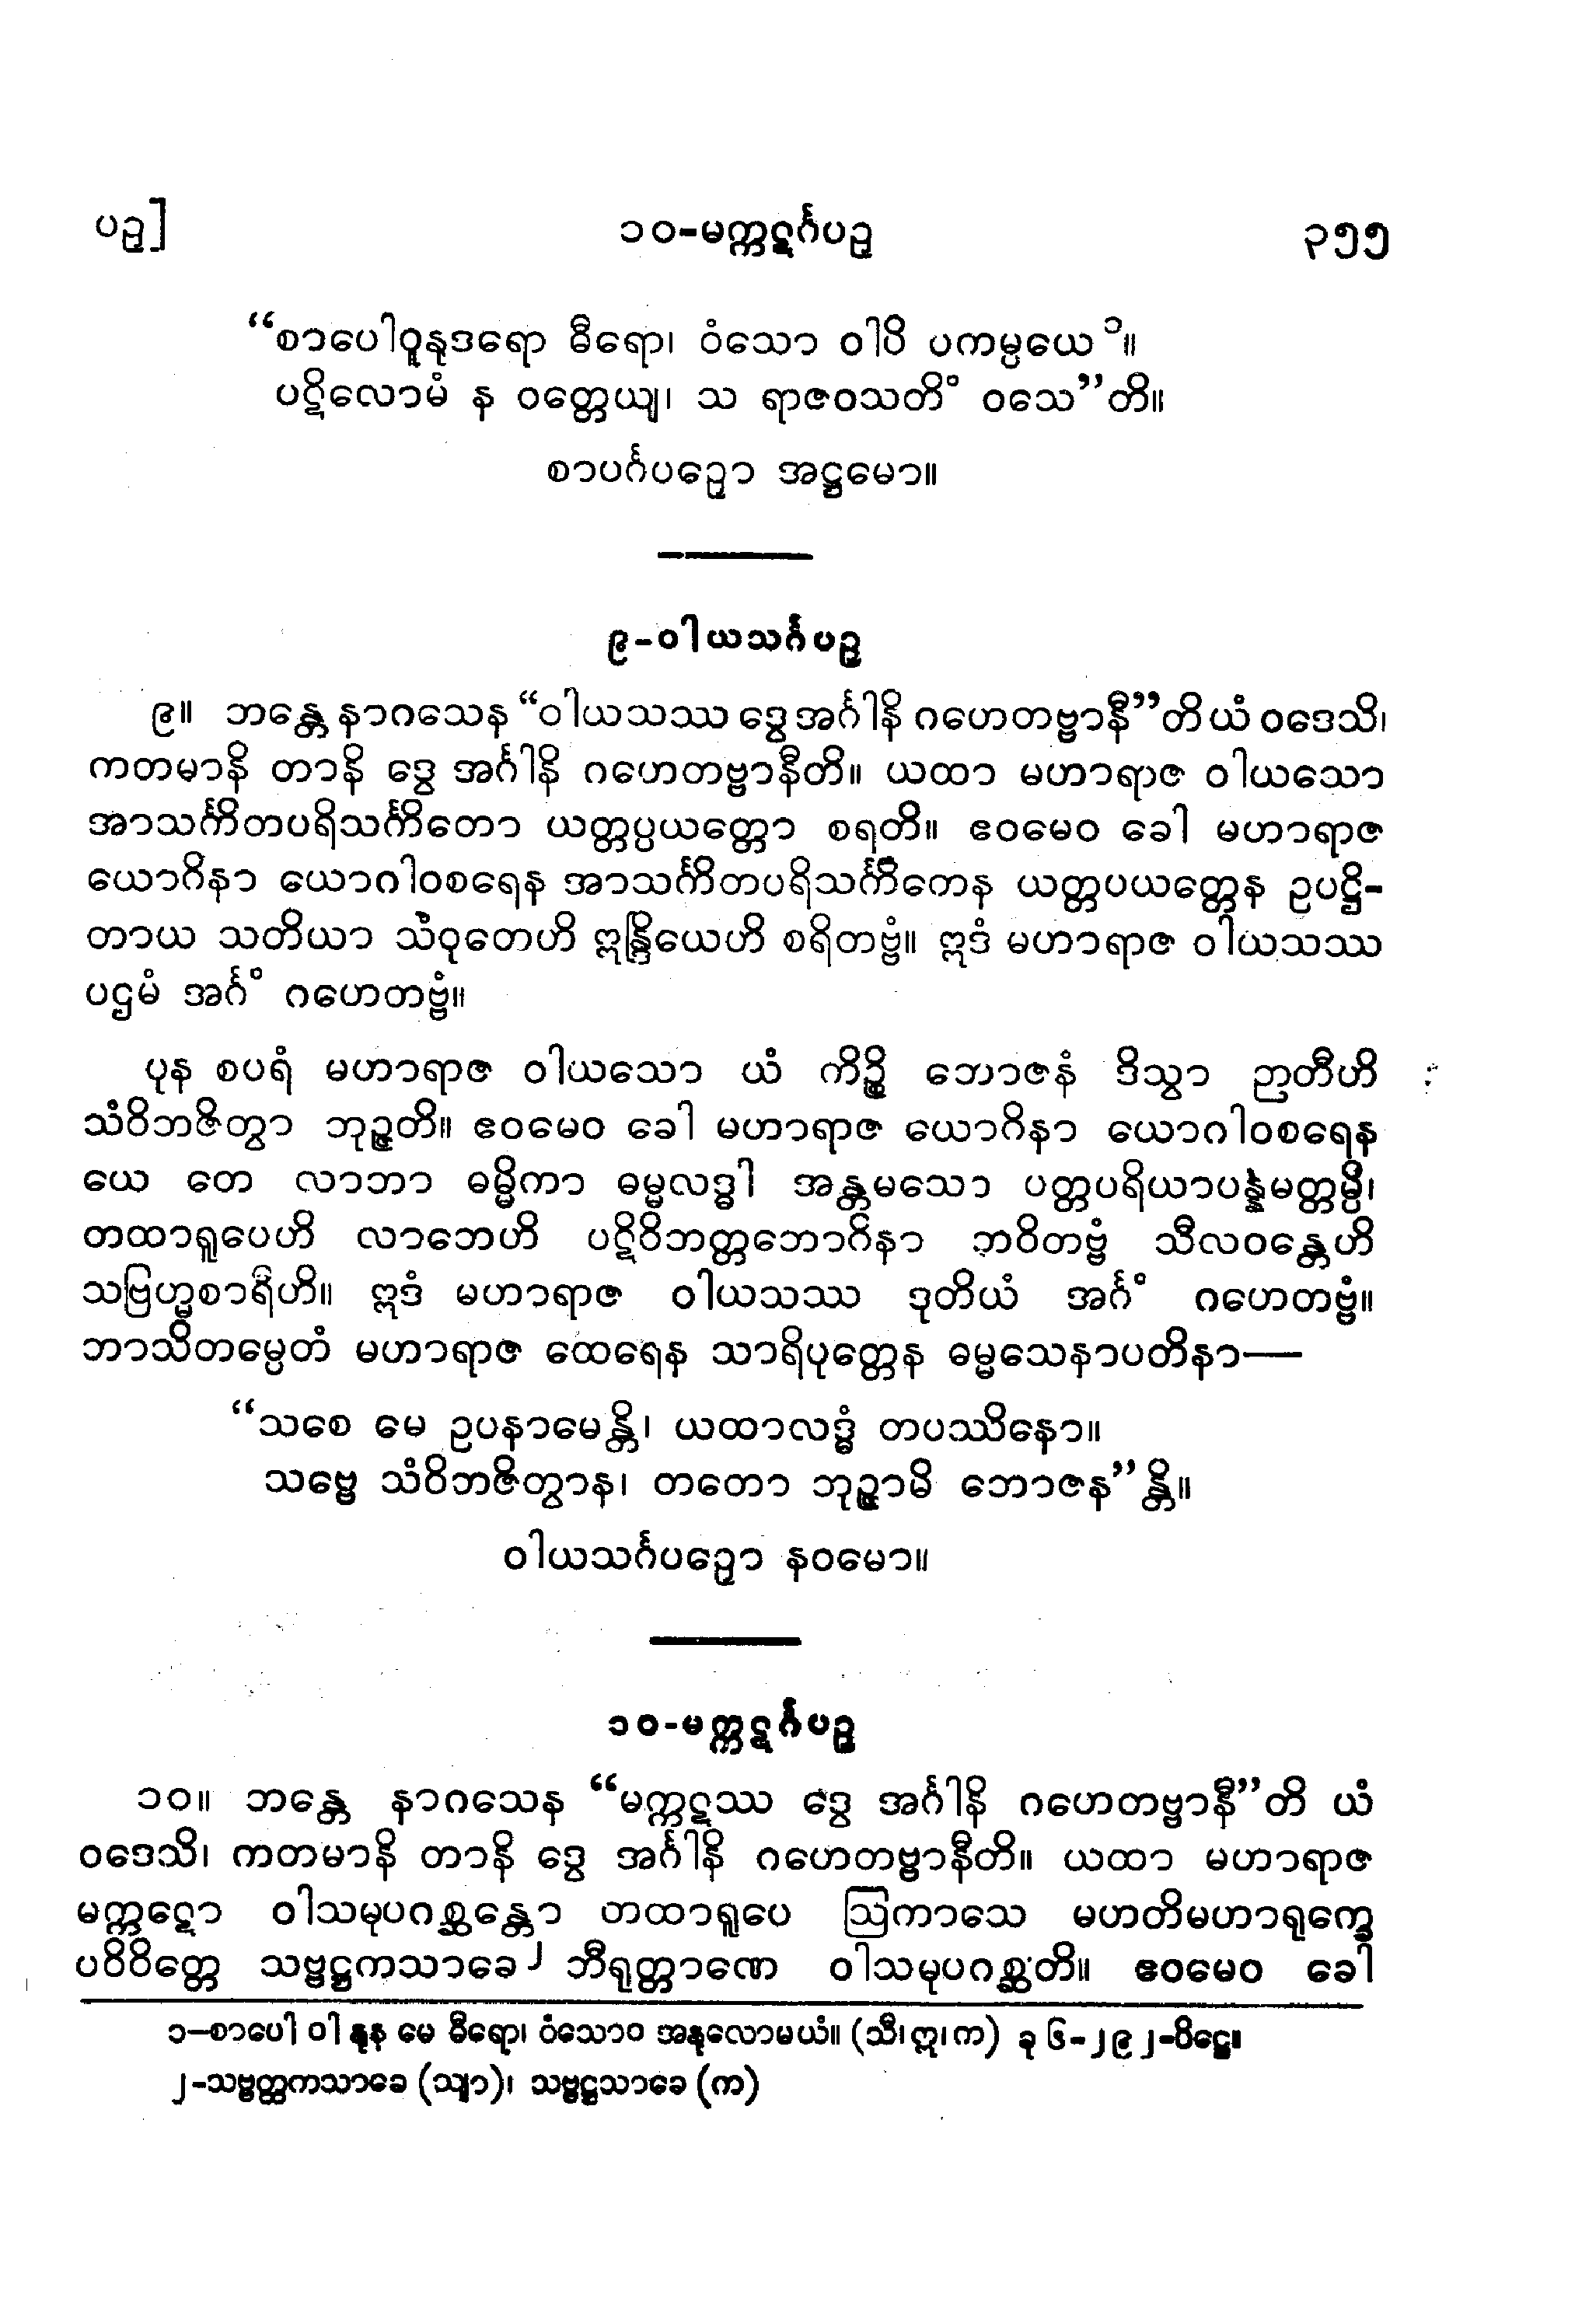 ပဥှ]
၁၀-မက္ကဋင်္ဂပဥှ
၃၅၅
“စာပေါဝူနုဒရော ဓီရော၊ ဝံသော ဝါပိ ပကမ္ပယေ ၁။
ပဋိလောမံ န ဝတ္တေယျ၊ သ ရာဇဝသတိံ ဝသေ”တိ။
စာပင်္ဂပဥှော အဋ္ဌမော။
၉-ဝါယသင်္ဂပဥှ
၉။ ဘန္တေ နာဂသေန “ဝါယသဿ ဒွေ အင်္ဂါနိ ဂဟေတဗ္ဗာနီ”တိ ယံ ဝဒေသိ၊
ကတမာနိ တာနိ ဒွေ အင်္ဂါနိ ဂဟေတဗ္ဗာနီတိ။ ယထာ မဟာရာဇ ဝါယသော
အာသင်္ကိတပရိသင်္ကိတော ယတ္တပ္ပယတ္တော စရတိ။ ဧဝမေဝ ခေါ မဟာရာဇ
ယောဂိနာ ယောဂါဝစရေန အာသင်္ကိတပရိသင်္ကိကေန ယတ္တပယတ္တေန ဥပဋ္ဌိ-
တာယ သတိယာ သံဝုတေဟိ ဣန္ဒြိယေဟိ စရိတဗ္ဗံ။ ဣဒံ မဟာရာဇ ဝါယသဿ
ပဌမံ အင်္ဂံ ဂဟေတဗ္ဗံ။
ပုန စပရံ မဟာရာဇ ဝါယသော ယံ ကိဉ္စိ ဘောဇနံ ဒိသွာ ဉာတီဟိ
သံဝိဘဇိတွာ ဘုဉ္ဇတိ။ ဧဝမေဝ ခေါ မဟာရာဇ ယောဂိနာ ယောဂါဝစရေန
ယေ တေ လာဘာ ဓမ္မိကာ ဓမ္မလဒ္ဓါ အန္တမသော ပတ္တပရိယာပန္နမတ္တမ္ပိ၊
တထာရူပေဟိ လာဘေဟိ ပဋိဝိဘတ္တဘောဂိနာ ဘဝိတဗ္ဗံ သီလဝန္တေဟိ
သဗြဟ္မစာရီဟိ။ ဣဒံ မဟာရာဇ ဝါယသဿ ဒုတိယံ အင်္ဂံ ဂဟေတဗ္ဗံ။
ဘာသိတမ္ပေတံ မဟာရာဇ ထေရေန သာရိပုတ္တေန ဓမ္မသေနာပတိနာ—
“သစေ မေ ဥပနာမေန္တိ၊ ယထာလဒ္ဓံ တပဿိနော။
သဗ္ဗေ သံဝိဘဇိတွာန၊ တတော ဘုဉ္ဇာမိ ဘောဇန”န္တိ။
ဝါယသင်္ဂပဥှော နဝမော။
၁၀-မက္ကဋင်္ဂပဥှ
၁၀။ ဘန္တေ နာဂသေန “မက္ကဋဿ ဒွေ အင်္ဂါနိ ဂဟေတဗ္ဗာနီ”တိ ယံ
ဝဒေသိ၊ ကတမာနိ တာနိ ဒွေ အင်္ဂါနိ ဂဟေတဗ္ဗာနီတိ။ ယထာ မဟာရာဇ
မက္ကဋော ဝါသမုပဂစ္ဆန္တော တထာရူပေ ဩကာသေ မဟတိမဟာရုက္ခေ
ပဝိဝိတ္တေ သဗ္ဗဋ္ဌကသာခေ ၂ ဘီရုတ္တာဏေ ဝါသမုပဂစ္ဆတိ။ ဧဝမေဝ ခေါ
၁—စာပေါ ဝါ နုန မေ ဓီရော၊ ဝံသောဝ အနုလောမယံ။ (သီ၊ဣ၊က) ခု ၆-၂၉၂-ပိဋ္ဌေ။
၂-သဗ္ဗတ္ထကသာခေ (သျာ)၊ သဗ္ဗဋ္ဌသာခေ (က)